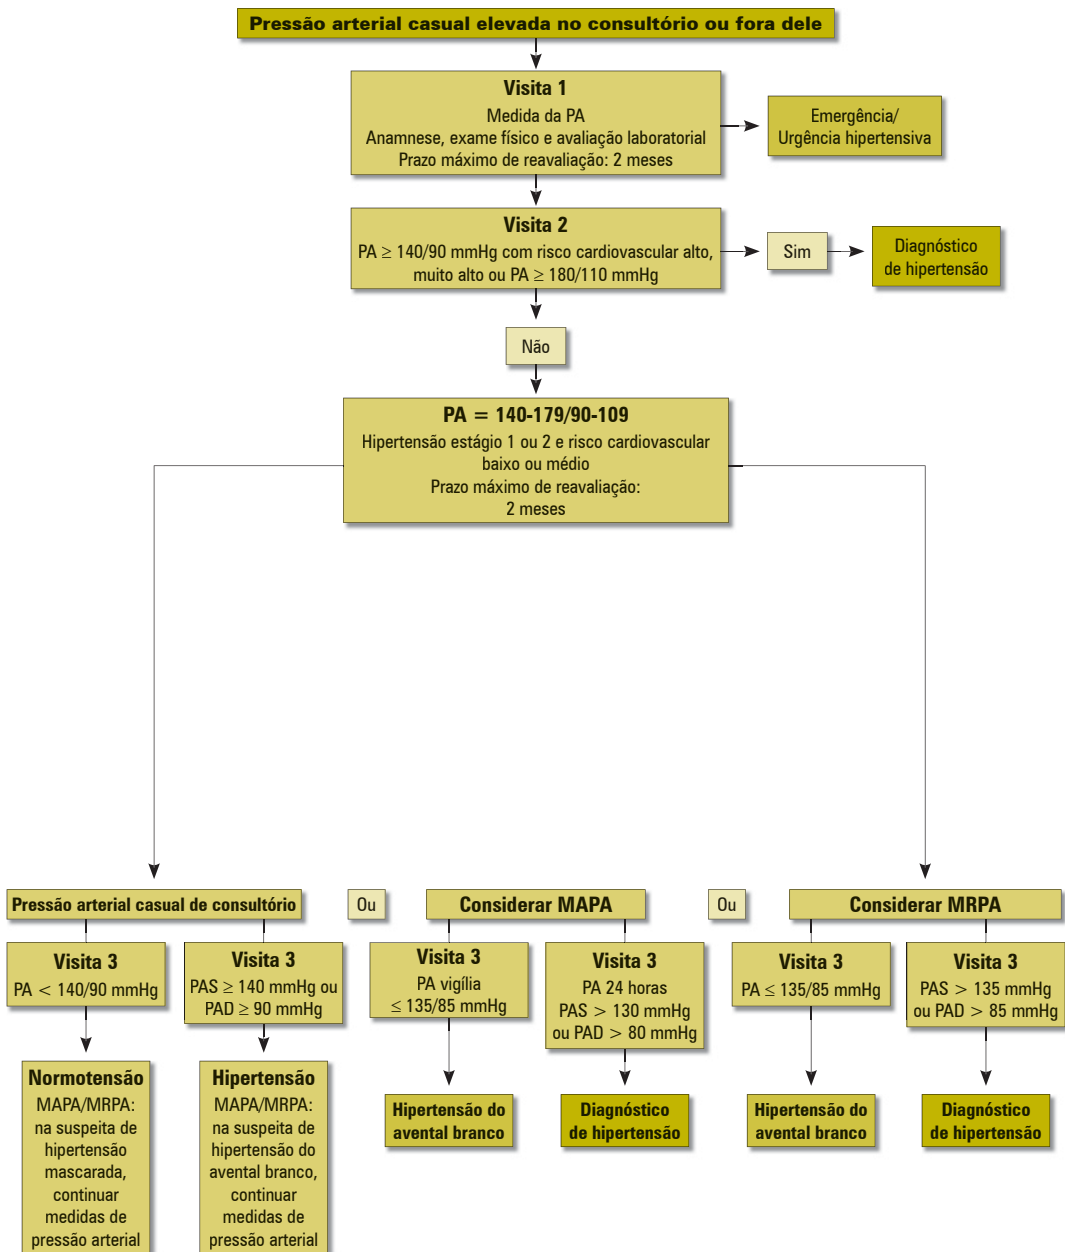 Pressão arterial casual elevada no consultório ou fora dele
Visita 1
Medida da PA
Anamnese, exame físico e avaliação laboratorial
Prazo máximo de reavaliação: 2 meses
Emergência/
Urgência hipertensiva
Visita 2
PA ≥ 140/90 mmHg com risco cardiovascular alto,
muito alto ou PA ≥ 180/110 mmHg
Sim
Diagnóstico
de hipertensão
Não
PA = 140-179/90-109
Hipertensão estágio 1 ou 2 e risco cardiovascular
baixo ou médio
Prazo máximo de reavaliação:
2 meses
Pressão arterial casual de consultório
Ou
Considerar MAPA
Ou
Considerar MRPA
Visita 3
PA < 140/90 mmHg
Visita 3
PAS ≥ 140 mmHg ou
PAD ≥ 90 mmHg
Visita 3
PA vigília
≤ 135/85 mmHg
Visita 3
PA 24 horas
PAS > 130 mmHg
ou PAD > 80 mmHg
Visita 3
PA ≤ 135/85 mmHg
Visita 3
PAS > 135 mmHg
ou PAD > 85 mmHg
Normotensão
MAPA/MRPA:
na suspeita de
hipertensão
mascarada,
continuar
medidas de
pressão arterial
Hipertensão
MAPA/MRPA:
na suspeita de
hipertensão do
avental branco,
continuar
medidas de
pressão arterial
Hipertensão do
avental branco
Diagnóstico
de hipertensão
Hipertensão do
avental branco
Diagnóstico
de hipertensão